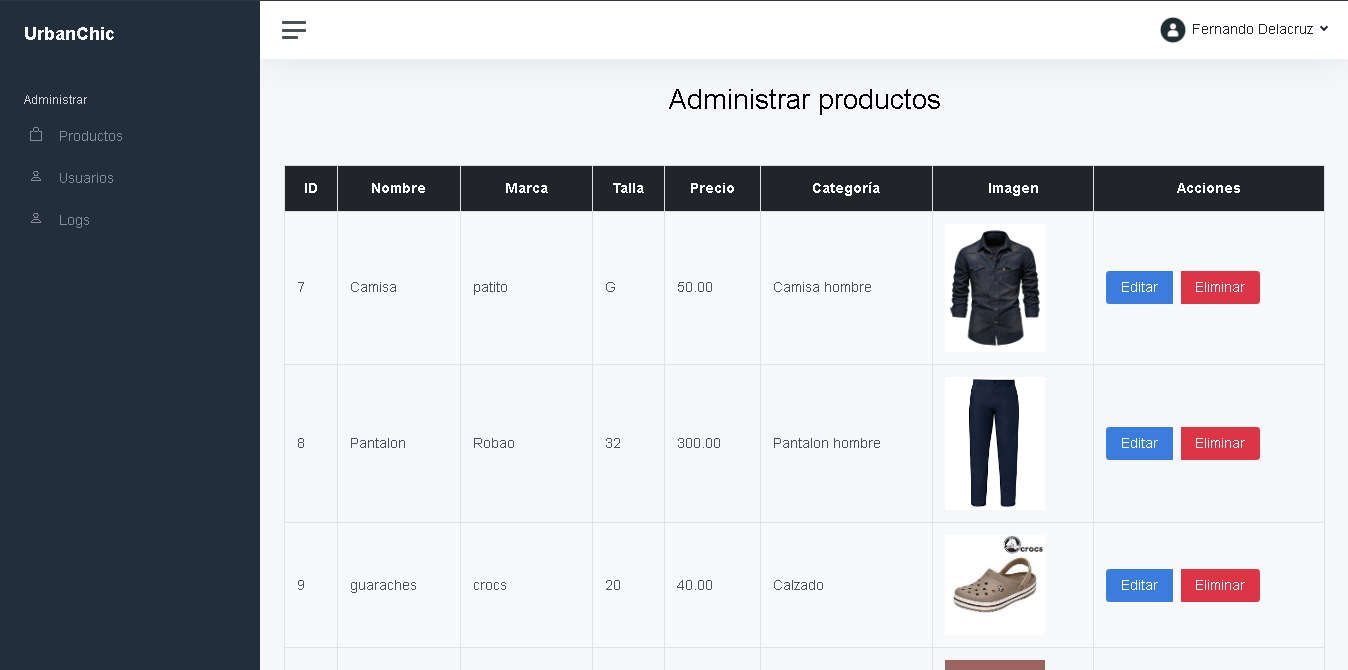 UrbanChic
Fernando Delacruz
Administrar
Productos
Usuarios
Logs
Administrar productos
ID Nombre Marca Talla Precio Categoría Imagen Acciones
7 Camisa patito G 50.00 Camisa hombre Editar Eliminar
8 Pantalon Robao 32 300.00 Pantalon hombre Editar Eliminar
crocs
9 guaraches crocs 20 40.00 Calzado Editar Eliminar